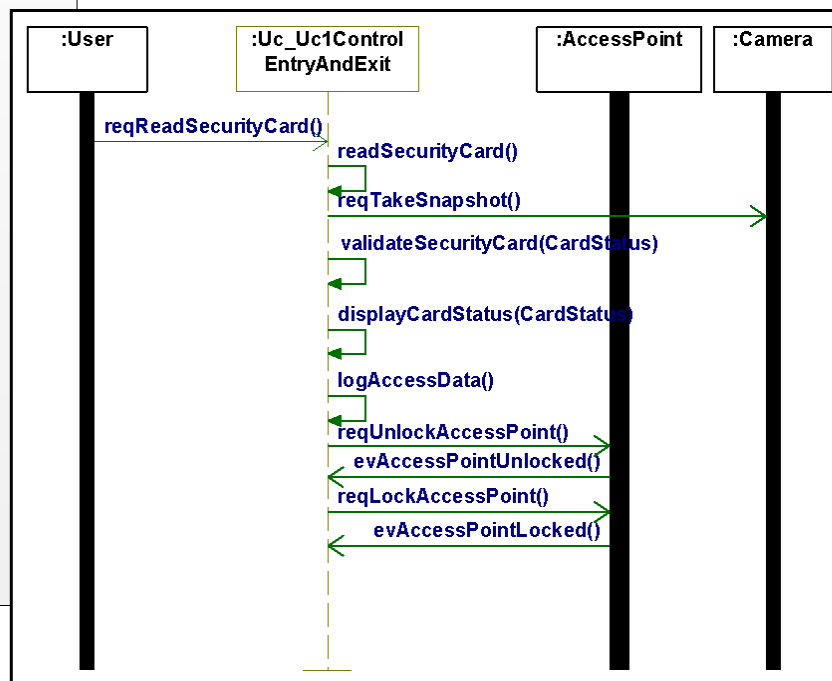 :User
:Uc_Uc1Control
EntryAndExit
:AccessPoint
:Camera
reqReadSecurityCard()
readSecurityCard()
reqTakeSnapshot()
validateSecurityCard(CardStatus)
displayCardStatus(CardStatus)
logAccessData()
reqUnlockAccessPoint()
evAccessPointUnlocked()
reqLockAccessPoint()
evAccessPointLocked()